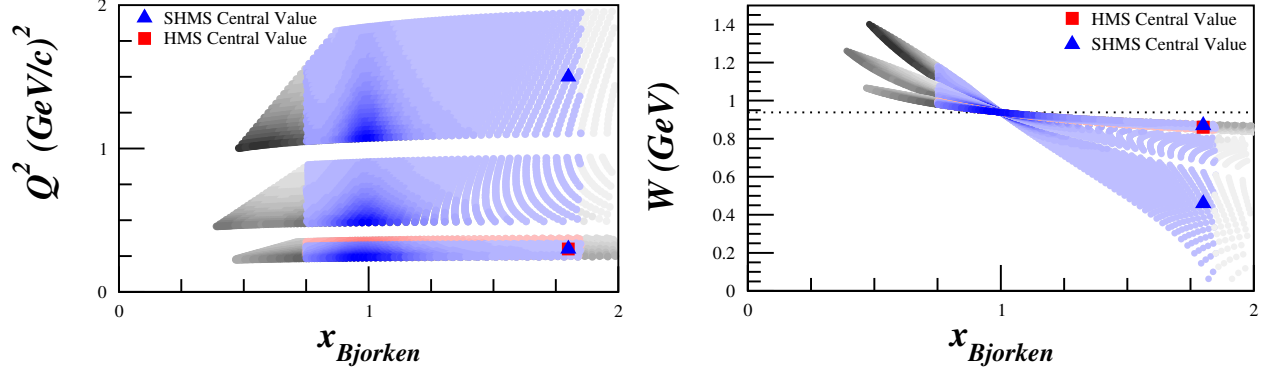 2
SHMS Central Value
HMS Central Value
1
0
0
1
2
Q² (GeV/c)²
x_Bjorken
1.4
1.2
1
0.8
0.6
0.4
0.2
0
0
1
2
HMS Central Value
SHMS Central Value
W (GeV)
x_Bjorken